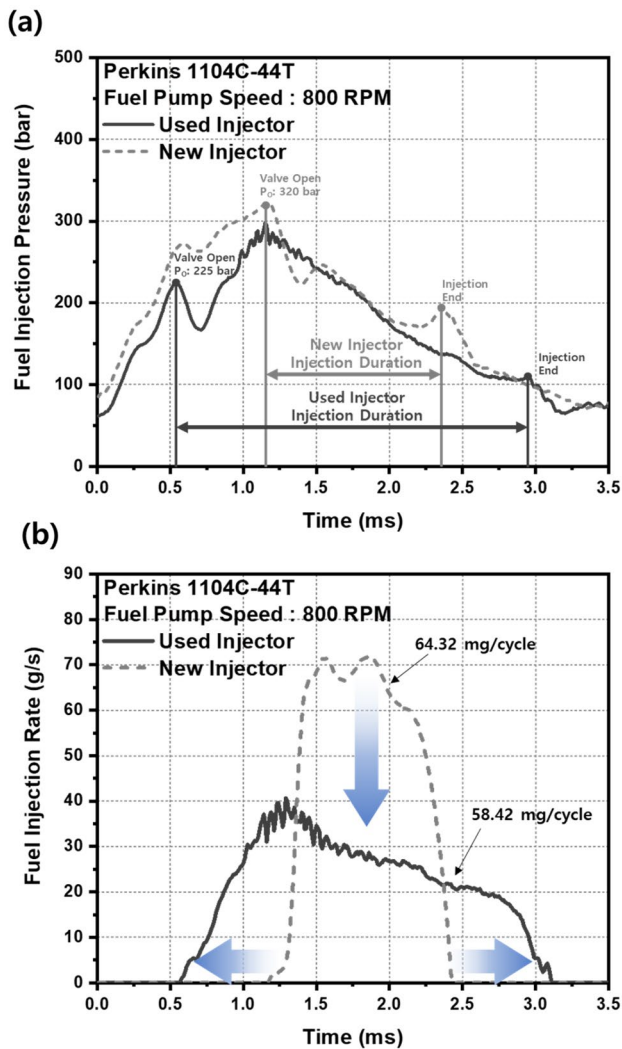 (a)
500
400
300
200
100
0
Fuel Injection Pressure (bar)
Perkins 1104C-44T
Fuel Pump Speed : 800 RPM
Used Injector
New Injector
Valve Open
P₀: 320 bar
Valve Open
P₀: 225 bar
Injection
End
New Injector
Injection Duration
Injection
End
Used Injector
Injection Duration
0.0 0.5 1.0 1.5 2.0 2.5 3.0 3.5
Time (ms)
(b)
90
80
70
60
50
40
30
20
10
0
Fuel Injection Rate (g/s)
Perkins 1104C-44T
Fuel Pump Speed : 800 RPM
Used Injector
New Injector
64.32 mg/cycle
58.42 mg/cycle
0.0 0.5 1.0 1.5 2.0 2.5 3.0 3.5
Time (ms)